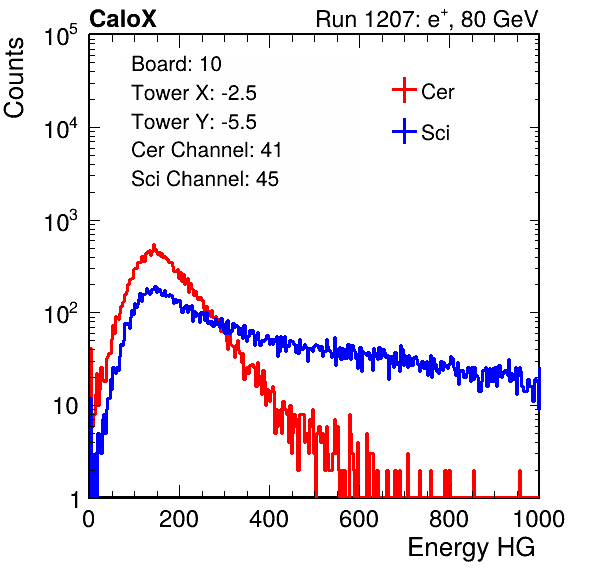 CaloX Run 1207: e⁺, 80 GeV
Counts
Board: 10
Tower X: -2.5
Tower Y: -5.5
Cer Channel: 41
Sci Channel: 45
Cer
Sci
10⁵
10⁴
10³
10²
10
1
0 200 400 600 800 1000
Energy HG